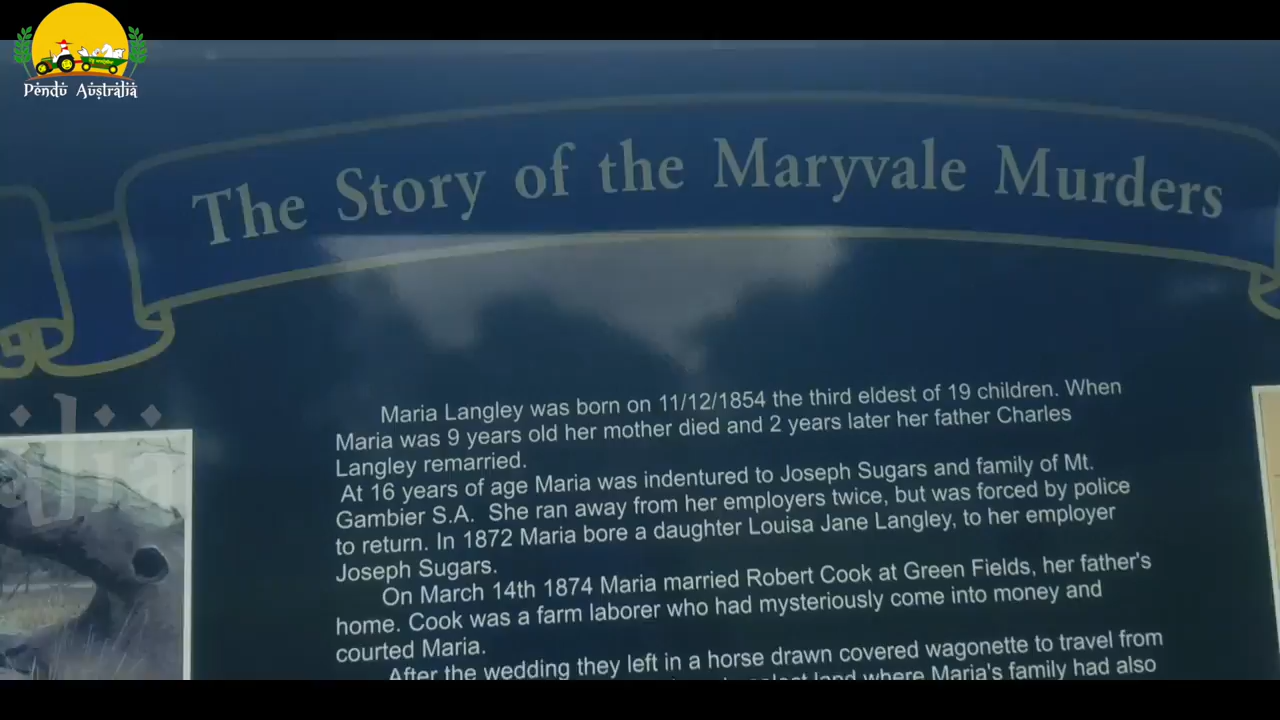 Pendu Australia
The Story of the Maryvale Murders
Maria Langley was born on 11/12/1854 the third eldest of 19 children. When
Maria was 9 years old her mother died and 2 years later her father Charles
Langley remarried.
At 16 years of age Maria was indentured to Joseph Sugars and family of Mt.
Gambier S.A. She ran away from her employers twice, but was forced by police
to return. In 1872 Maria bore a daughter Louisa Jane Langley, to her employer
Joseph Sugars.
On March 14th 1874 Maria married Robert Cook at Green Fields, her father's
home. Cook was a farm laborer who had mysteriously come into money and
courted Maria.
After the wedding they left in a horse drawn covered wagonette to travel from
select land where Maria's family had also